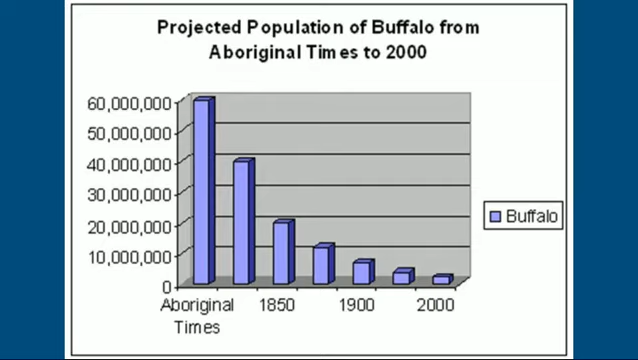 Projected Population of Buffalo from
Aboriginal Times to 2000
60,000,000
50,000,000
40,000,000
30,000,000
20,000,000
10,000,000
0
Aboriginal
Times
1850
1900
2000
Buffalo